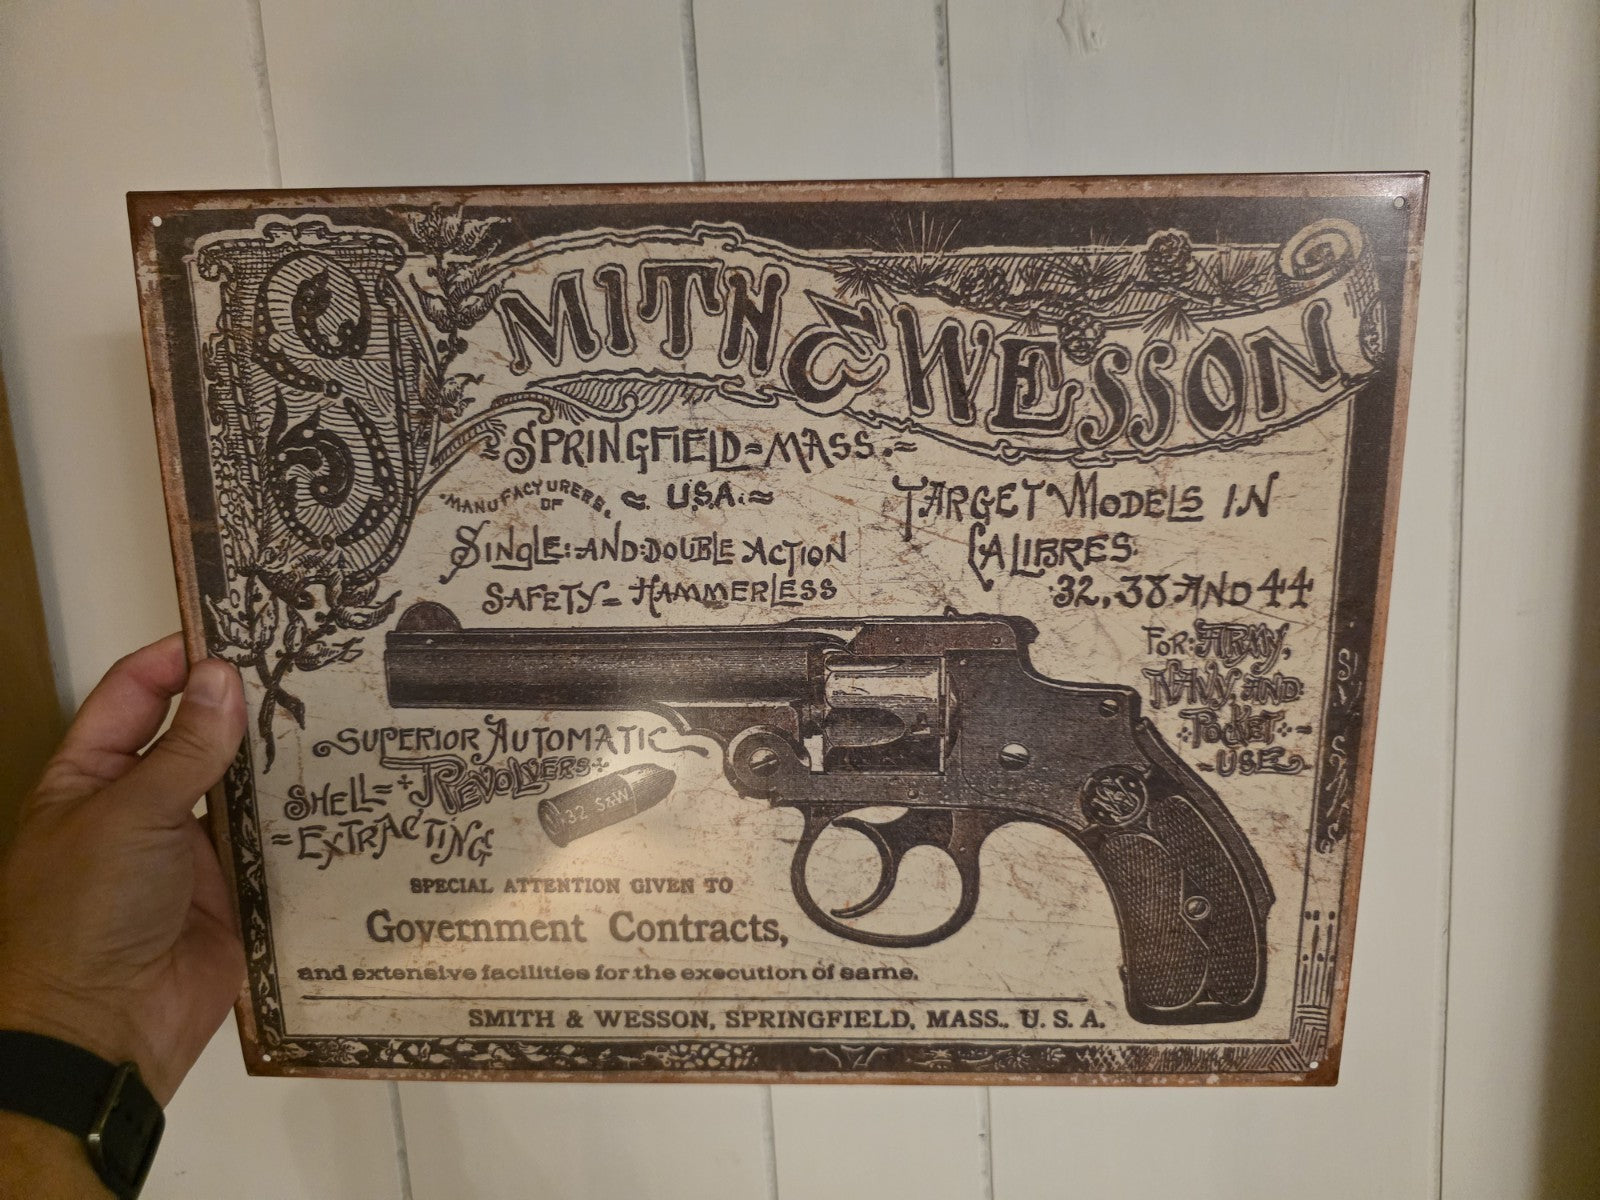 SMITH & WESSON
SPRINGFIELD=MASS.
MANUFACTURERS OF
U.S.A.
SINGLE: AND: DOUBLE ACTION
SAFETY = HAMMERLESS
TARGET MODELS IN
CALIBRES
32, 38 AND 44
FOR: ARMY,
NAVY AND
POCKET
USE
SUPERIOR AUTOMATIC
SHELL=
EXTRACTING
REVOLVERS
.32 S&W
SPECIAL ATTENTION GIVEN TO
Government Contracts,
and extensive facilities for the execution of same.
SMITH & WESSON, SPRINGFIELD, MASS., U. S. A.